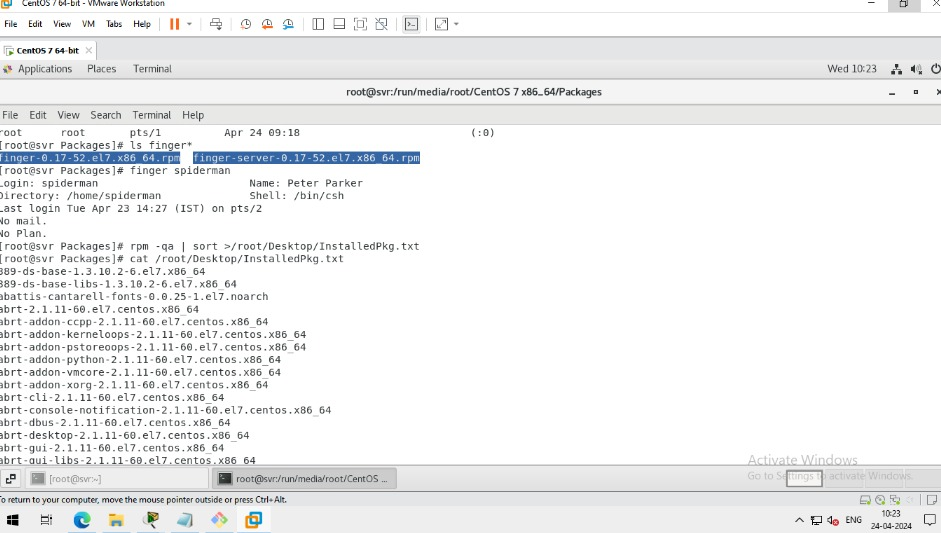 CentOS 7 64-bit - VMware Workstation
File Edit View VM Tabs Help
CentOS 7 64-bit
Applications Places Terminal Wed 10:23
root@svr:/run/media/root/CentOS 7 x86_64/Packages
File Edit View Search Terminal Help
root root pts/1 Apr 24 09:18 (:0)
[root@svr Packages]# ls finger*
finger-0.17-52.el7.x86_64.rpm finger-server-0.17-52.el7.x86_64.rpm
[root@svr Packages]# finger spiderman
Login: spiderman Name: Peter Parker
Directory: /home/spiderman Shell: /bin/csh
Last login Tue Apr 23 14:27 (IST) on pts/2
No mail.
No Plan.
[root@svr Packages]# rpm -qa | sort >/root/Desktop/InstalledPkg.txt
[root@svr Packages]# cat /root/Desktop/InstalledPkg.txt
389-ds-base-1.3.10.2-6.el7.x86_64
389-ds-base-libs-1.3.10.2-6.el7.x86_64
abattis-cantarell-fonts-0.0.25-1.el7.noarch
abrt-2.1.11-60.el7.centos.x86_64
abrt-addon-ccpp-2.1.11-60.el7.centos.x86_64
abrt-addon-kerneloops-2.1.11-60.el7.centos.x86_64
abrt-addon-pstoreoops-2.1.11-60.el7.centos.x86_64
abrt-addon-python-2.1.11-60.el7.centos.x86_64
abrt-addon-vmcore-2.1.11-60.el7.centos.x86_64
abrt-addon-xorg-2.1.11-60.el7.centos.x86_64
abrt-cli-2.1.11-60.el7.centos.x86_64
abrt-console-notification-2.1.11-60.el7.centos.x86_64
abrt-dbus-2.1.11-60.el7.centos.x86_64
abrt-desktop-2.1.11-60.el7.centos.x86_64
abrt-gui-2.1.11-60.el7.centos.x86_64
abrt-gui-libs-2.1.11-60.el7.centos.x86_64
Activate Windows
Go to Settings to activate Windows.
[root@svr:~] root@svr:/run/media/root/CentOS ...
To return to your computer, move the mouse pointer outside or press Ctrl+Alt.
ENG 10:23
24-04-2024